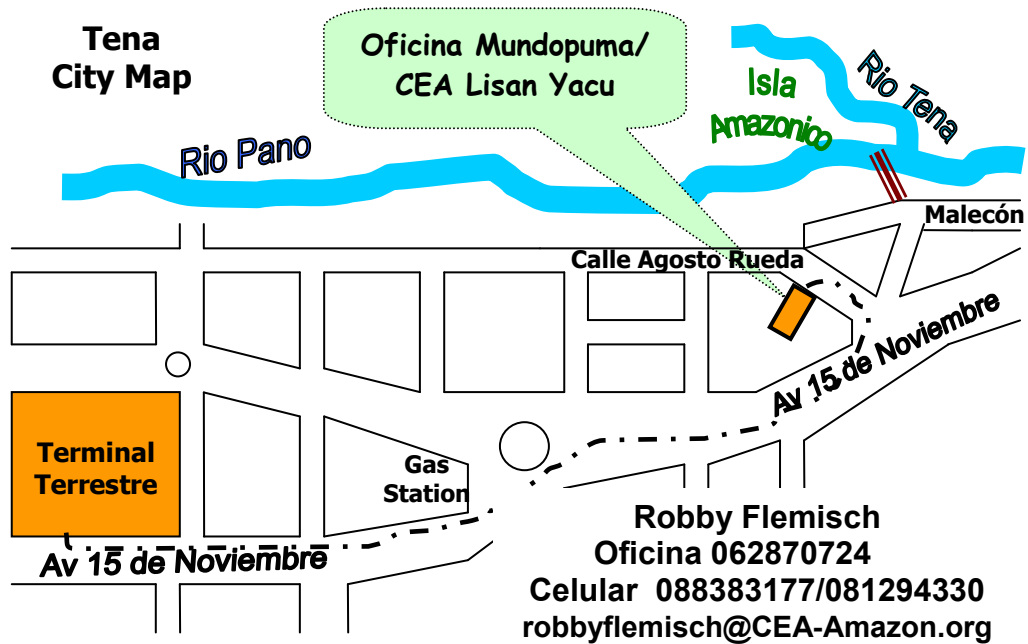 Tena
City Map
Oficina Mundopuma/
CEA Lisan Yacu
Isla
Amazonico
Rio Tena
Rio Pano
Malecón
Calle Agosto Rueda
Av 15 de Noviembre
Terminal
Terrestre
Gas
Station
Av 15 de Noviembre
Robby Flemisch
Oficina 062870724
Celular 088383177/081294330
robbyflemisch@CEA-Amazon.org